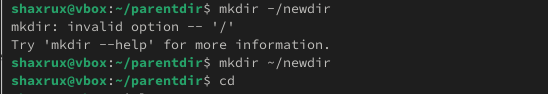 shaxrux@vbox:~/parentdir$ mkdir -/newdir
mkdir: invalid option -- '/'
Try 'mkdir --help' for more information.
shaxrux@vbox:~/parentdir$ mkdir ~/newdir
shaxrux@vbox:~/parentdir$ cd